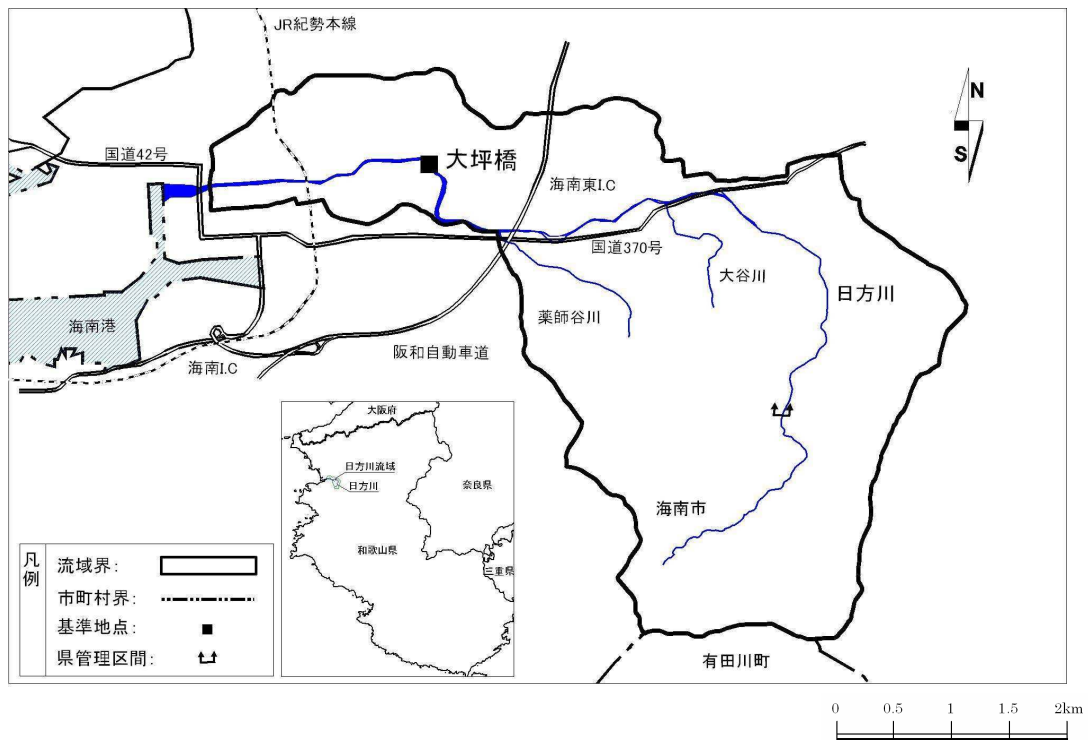 JR紀勢本線
国道42号
大坪橋
N
S
海南東I.C
国道370号
大谷川
日方川
薬師谷川
海南港
海南I.C
阪和自動車道
大阪府
日方川流域
日方川
奈良県
和歌山県
三重県
海南市
有田川町
凡例
流域界：
市町村界：
基準地点：
県管理区間：
0 0.5 1 1.5 2km